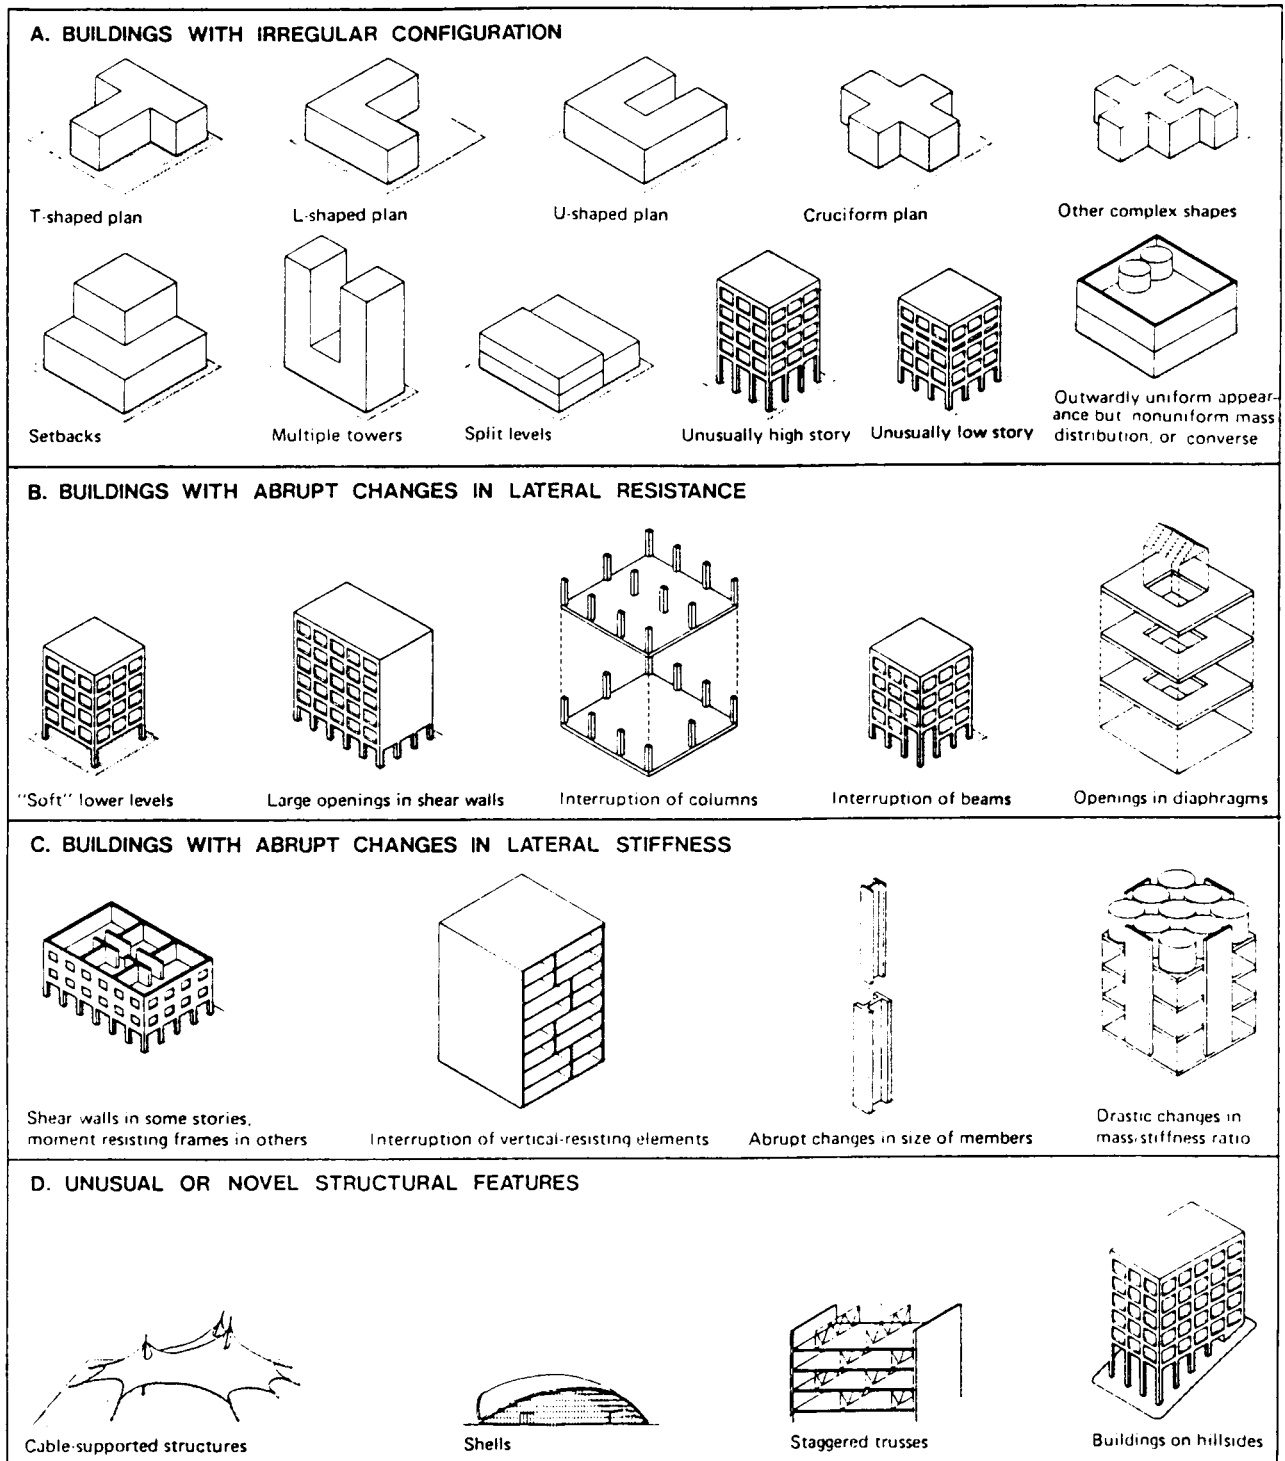 A. BUILDINGS WITH IRREGULAR CONFIGURATION
T-shaped plan
L-shaped plan
U-shaped plan
Cruciform plan
Other complex shapes
Setbacks
Multiple towers
Split levels
Unusually high story
Unusually low story
Outwardly uniform appear-
ance but nonuniform mass
distribution, or converse
B. BUILDINGS WITH ABRUPT CHANGES IN LATERAL RESISTANCE
"Soft" lower levels
Large openings in shear walls
Interruption of columns
Interruption of beams
Openings in diaphragms
C. BUILDINGS WITH ABRUPT CHANGES IN LATERAL STIFFNESS
Shear walls in some stories,
moment resisting frames in others
Interruption of vertical-resisting elements
Abrupt changes in size of members
Drastic changes in
mass/stiffness ratio
D. UNUSUAL OR NOVEL STRUCTURAL FEATURES
Cable-supported structures
Shells
Staggered trusses
Buildings on hillsides